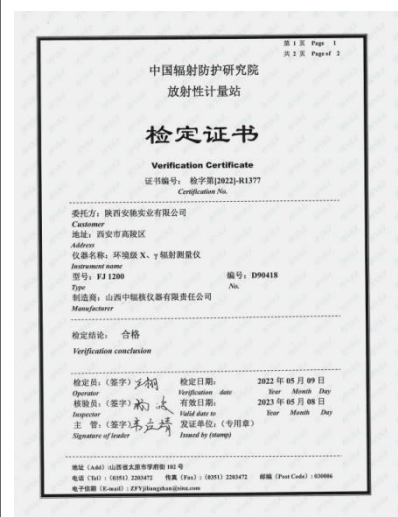 第 1 页 Page 1
共 2 页 Page of 2
中国辐射防护研究院
放射性计量站
检定证书
Verification Certificate
证书编号： 检字第[2022]-R1377
Certification No.
委托方：陕西安驰实业有限公司
Customer
地址：西安市高陵区
Address
仪器名称：环境级 X、γ 辐射测量仪
Instrument name
型号：FJ 1200 编号：D90418
Type No.
制造商：山西中辐核仪器有限责任公司
Manufacturer
检定结论： 合格
Verification conclusion
检定员：（签字） 检定日期： 2022 年 05 月 09 日
Operator Verification date Year Month Day
核验员：（签字） 有效日期： 2023 年 05 月 08 日
Inspector Valid date to Year Month Day
主 管：（签字） 发证单位：（专用章）
Signature of leader Issued by (stamp)
地址（Add）:山西省太原市学府街 102 号
电话（Tel）:（0351）2203472 传真（Fax）:（0351）2203472 邮编（Post Code）: 030006
电子信箱（E-mail）: ZFYjiliangzhan@sina.com